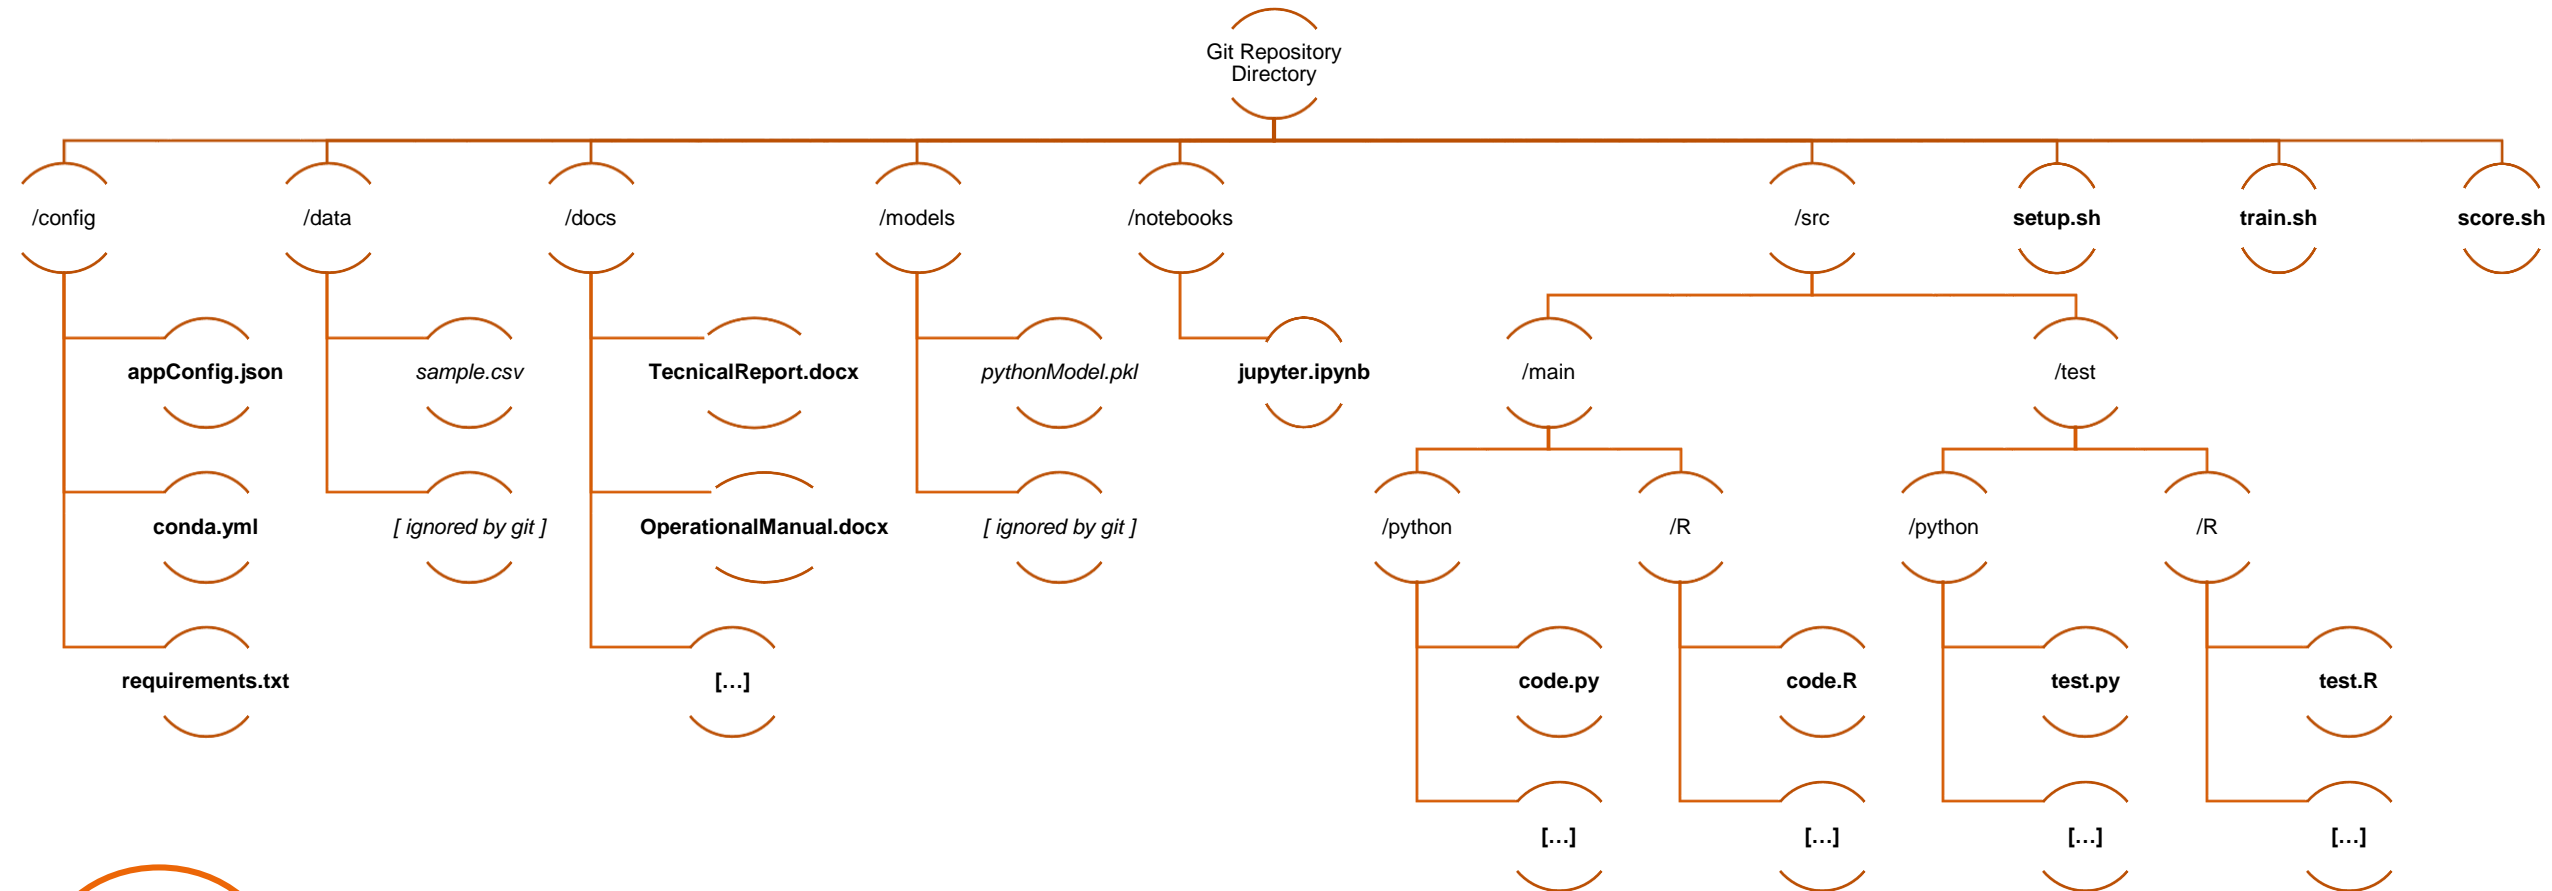 Git Repository
Directory
/config
/data
/docs
/models
/notebooks
/src
setup.sh
train.sh
score.sh
appConfig.json
sample.csv
TecnicalReport.docx
pythonModel.pkl
jupyter.ipynb
/main
/test
conda.yml
[ ignored by git ]
OperationalManual.docx
[ ignored by git ]
/python
/R
/python
/R
requirements.txt
[…]
code.py
code.R
test.py
test.R
[…]
[…]
[…]
[…]